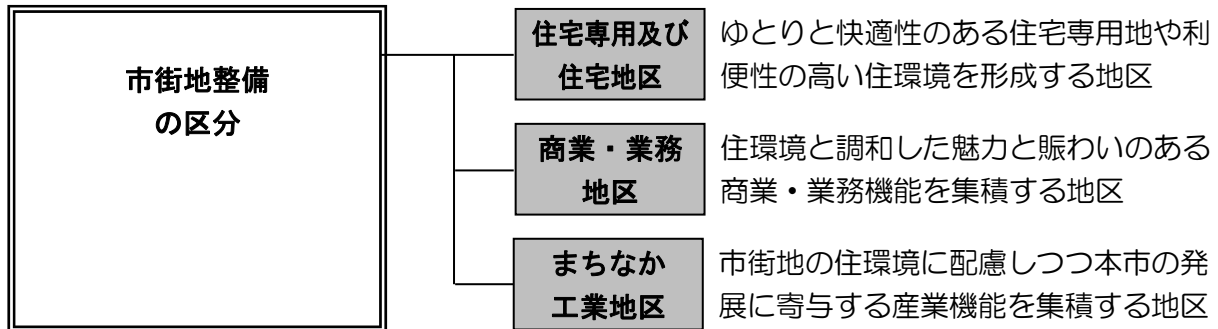 市街地整備
の区分
住宅専用及び
住宅地区
ゆとりと快適性のある住宅専用地や利
便性の高い住環境を形成する地区
商業・業務
地区
住環境と調和した魅力と賑わいのある
商業・業務機能を集積する地区
まちなか
工業地区
市街地の住環境に配慮しつつ本市の発
展に寄与する産業機能を集積する地区